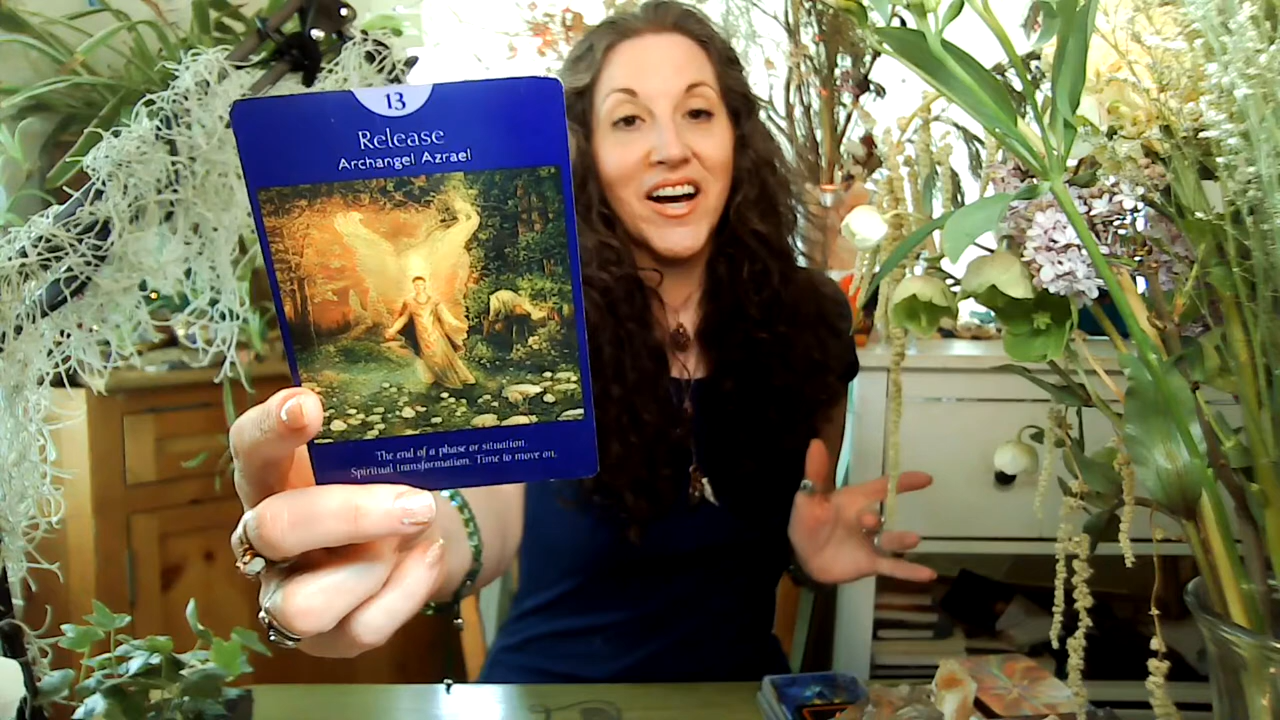 13
Release
Archangel Azrael
The end of a phase or situation.
Spiritual transformation. Time to move on.